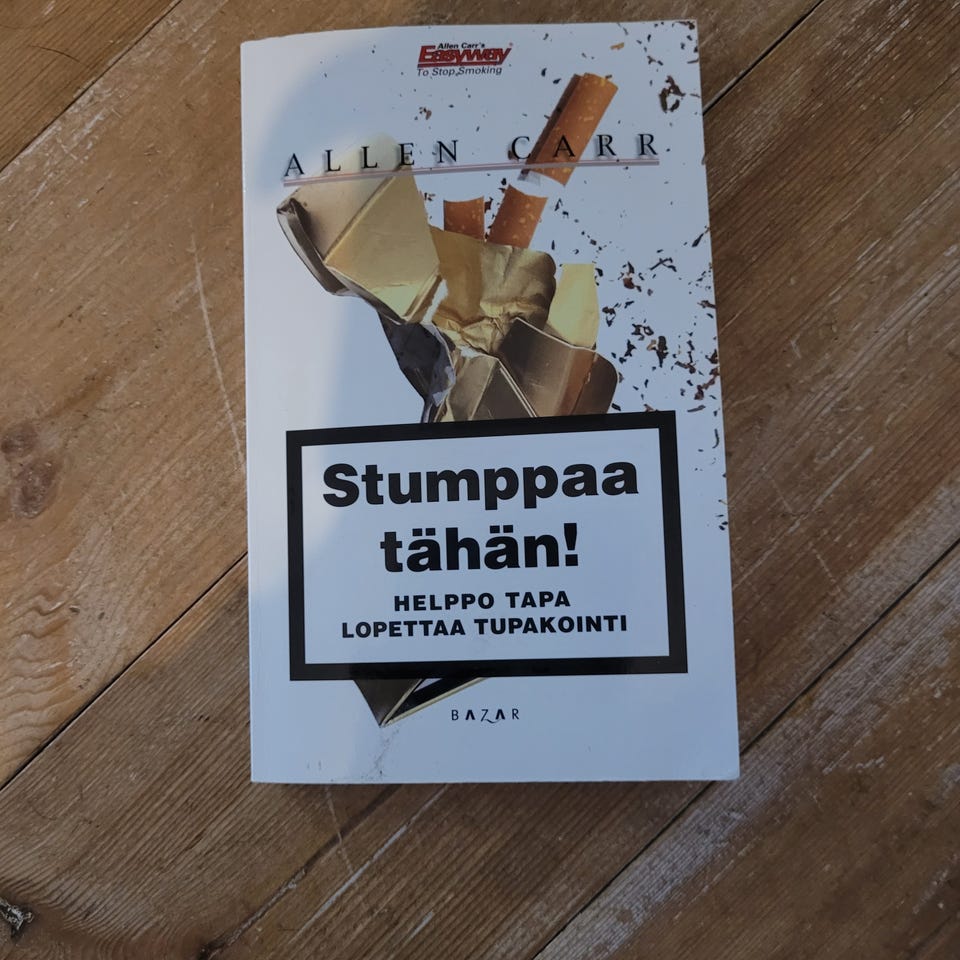 Allen Carr's
Easyway
To Stop Smoking
ALLEN CARR
Stumppaa
tähän!
HELPPO TAPA
LOPETTAA TUPAKOINTI
BAZAR